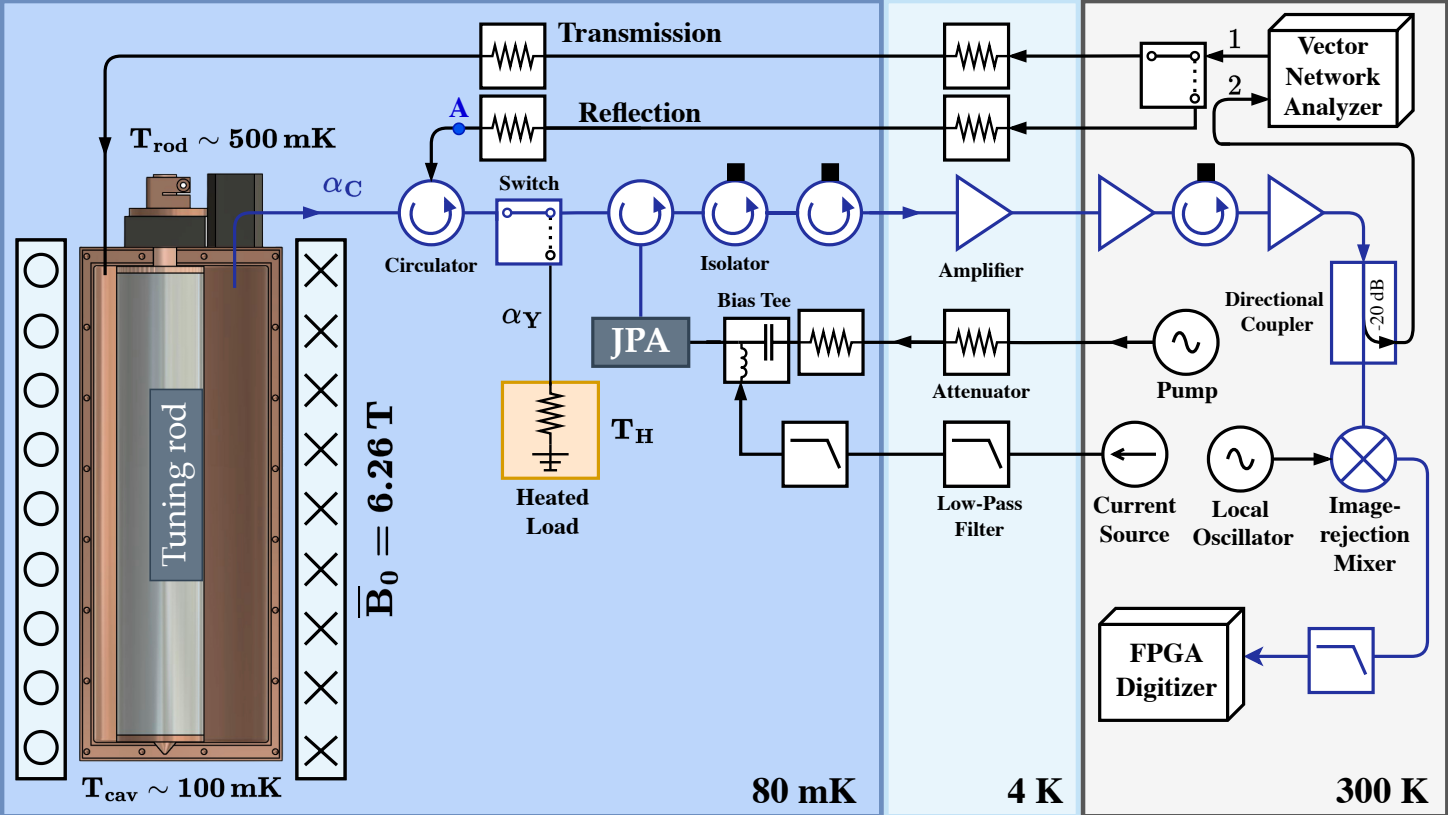 Transmission
1
Vector
Network
Analyzer
2
A
Reflection
T_rod ∼ 500 mK
α_C
Switch
Circulator
Isolator
Amplifier
Bias Tee
α_Y
JPA
Directional
Coupler
-20 dB
Attenuator
Pump
Tuning rod
B̅_0 = 6.26 T
T_H
Heated
Load
Low-Pass
Filter
Current
Source
Local
Oscillator
Image-
rejection
Mixer
FPGA
Digitizer
T_cav ∼ 100 mK
80 mK
4 K
300 K